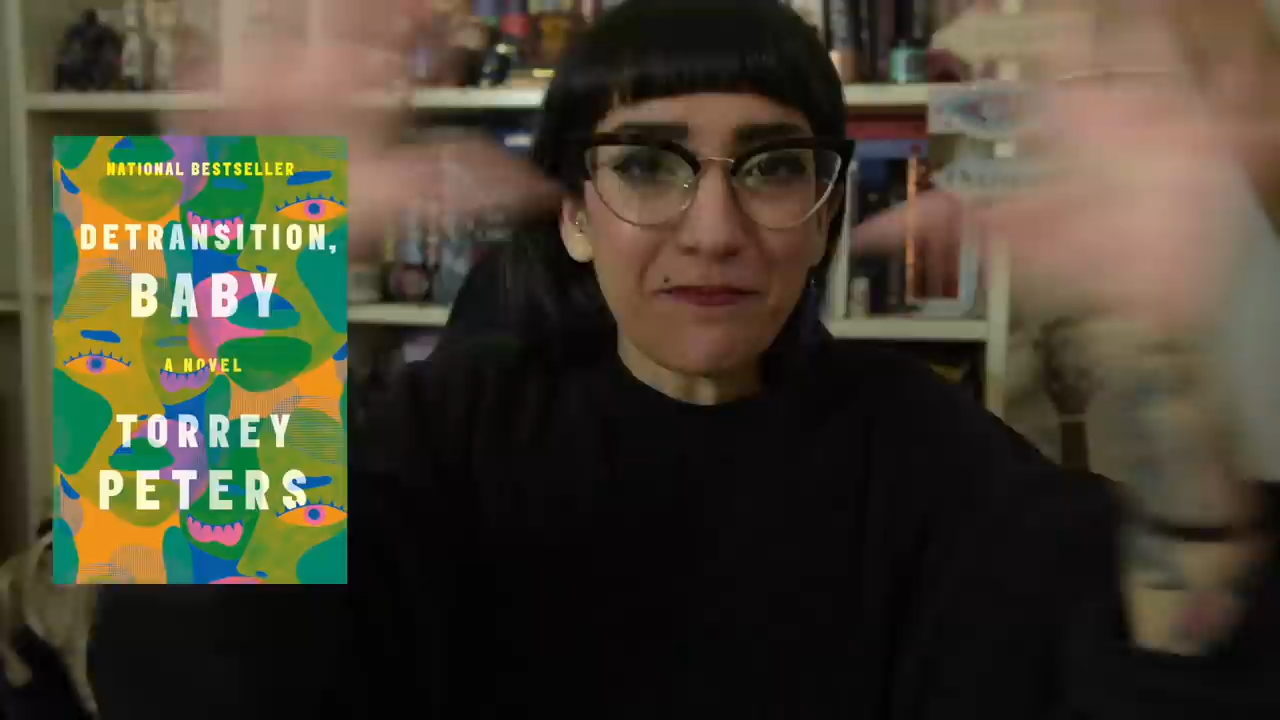 NATIONAL BESTSELLER
DETRANSITION,
BABY
A NOVEL
TORREY
PETERS